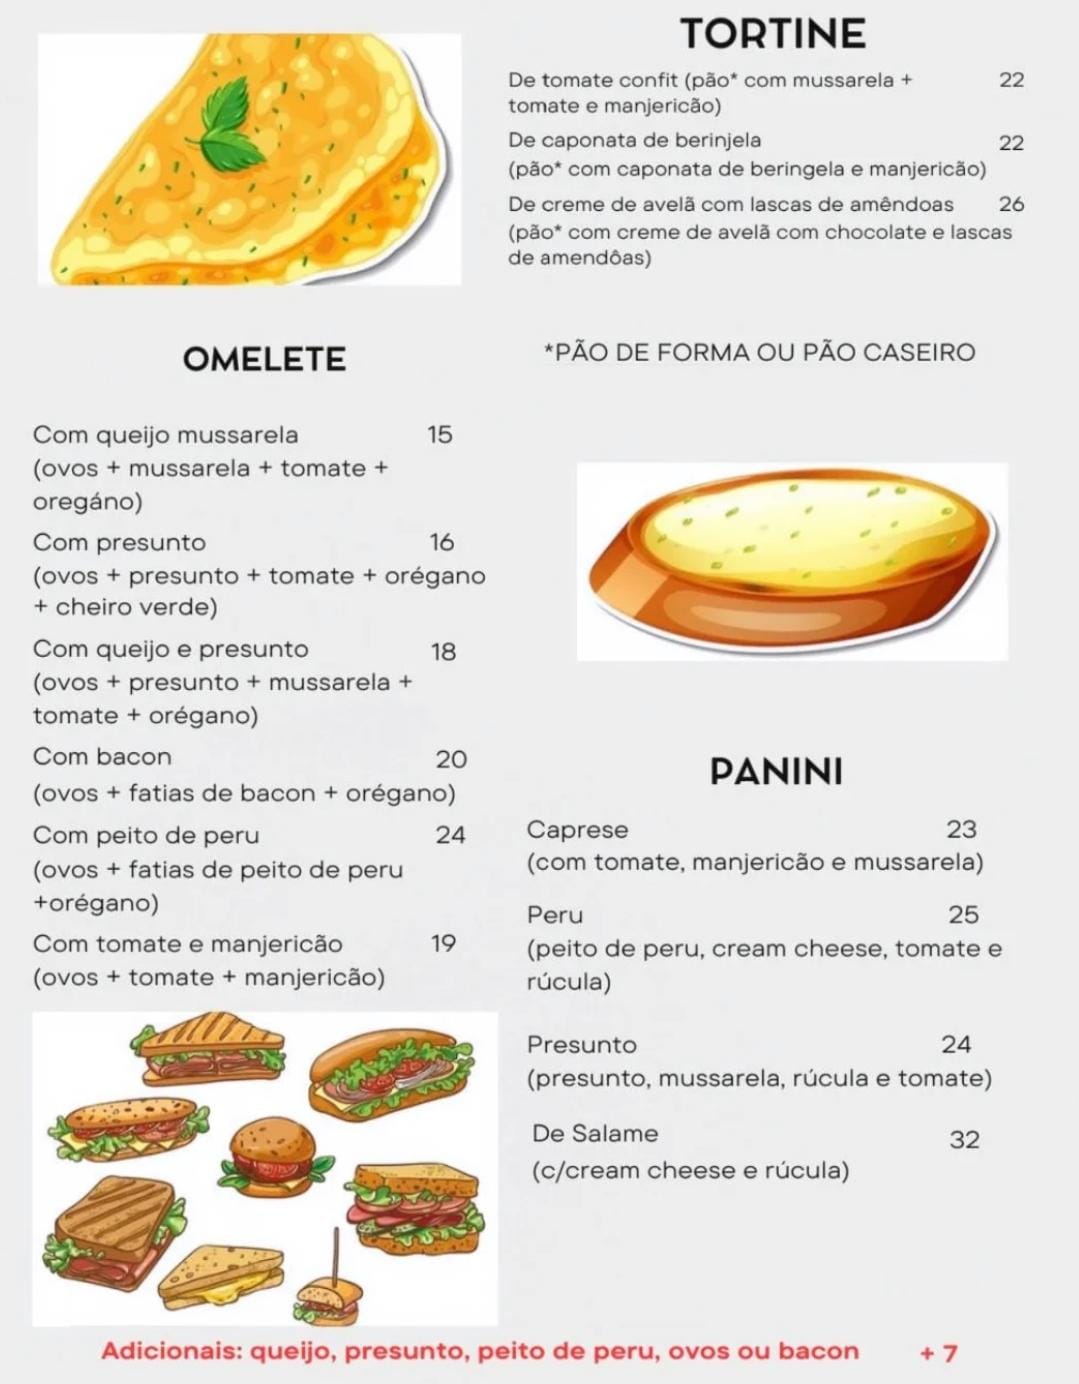 TORTINE
De tomate confit (pão* com mussarela + 22
tomate e manjericão)
De caponata de berinjela 22
(pão* com caponata de beringela e manjericão)
De creme de avelã com lascas de amêndoas 26
(pão* com creme de avelã com chocolate e lascas
de amendôas)
*PÃO DE FORMA OU PÃO CASEIRO
OMELETE
Com queijo mussarela 15
(ovos + mussarela + tomate +
oregáno)
Com presunto 16
(ovos + presunto + tomate + orégano
+ cheiro verde)
Com queijo e presunto 18
(ovos + presunto + mussarela +
tomate + orégano)
Com bacon 20
(ovos + fatias de bacon + orégano)
Com peito de peru 24
(ovos + fatias de peito de peru
+orégano)
Com tomate e manjericão 19
(ovos + tomate + manjericão)
PANINI
Caprese 23
(com tomate, manjericão e mussarela)
Peru 25
(peito de peru, cream cheese, tomate e
rúcula)
Presunto 24
(presunto, mussarela, rúcula e tomate)
De Salame 32
(c/cream cheese e rúcula)
Adicionais: queijo, presunto, peito de peru, ovos ou bacon + 7